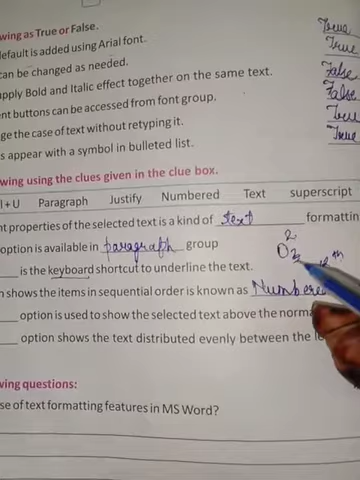 wing as True or False.
True
efault is added using Arial font.
True
can be changed as needed.
False
pply Bold and Italic effect together on the same text.
False
nt buttons can be accessed from font group.
True
ge the case of text without retyping it.
True
s appear with a symbol in bulleted list.
wing using the clues given in the clue box.
l + U Paragraph Justify Numbered Text superscript
nt properties of the selected text is a kind of text formattin
option is available in paragraph group
is the keyboard shortcut to underline the text.
n shows the items in sequential order is known as Numbere
option is used to show the selected text above the norma
option shows the text distributed evenly between the le
wing questions:
se of text formatting features in MS Word?